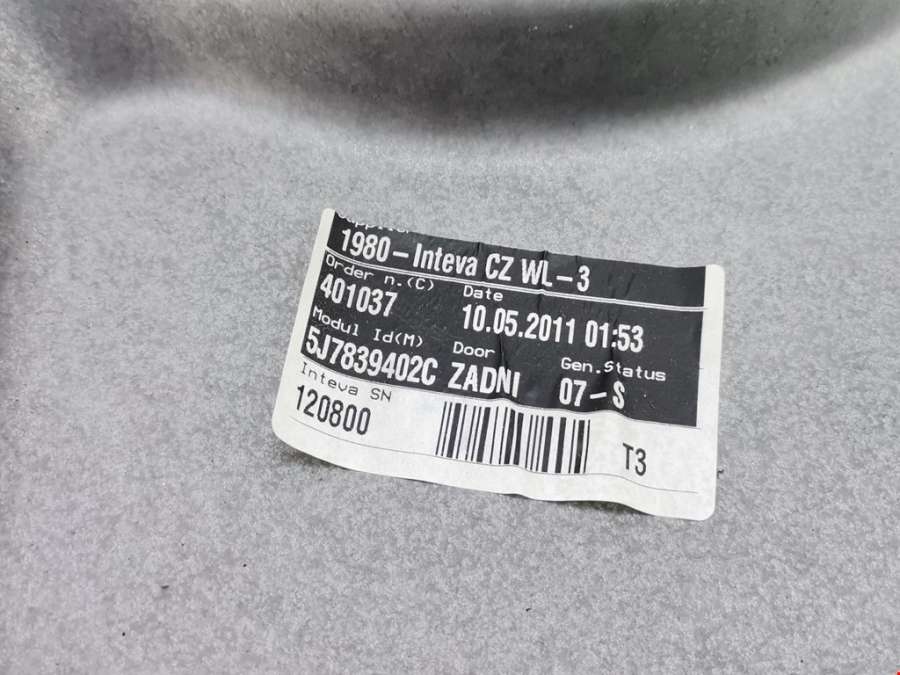 Supplier
1980-Inteva CZ WL-3
Order n.(C) Date
401037 10.05.2011 01:53
Modul Id(M) Door Gen.Status
5J7839402C ZADNI 07-S
Inteva SN
120800 T3